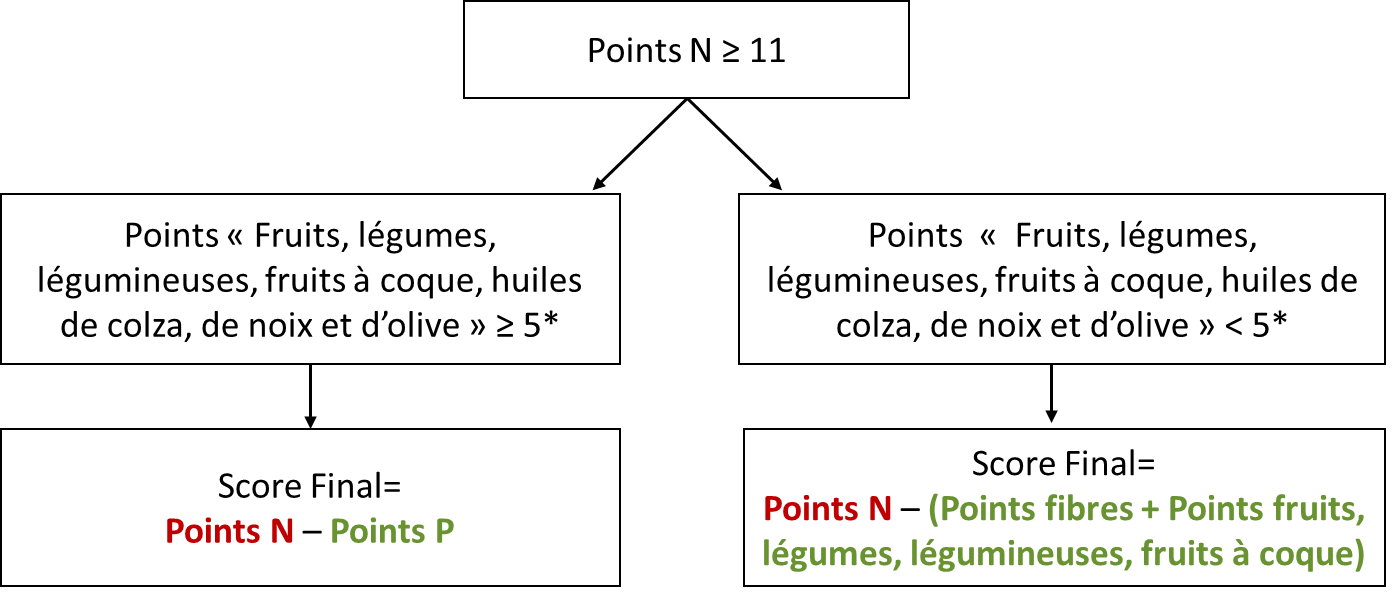 Points N ≥ 11
Points « Fruits, légumes,
légumineuses, fruits à coque, huiles
de colza, de noix et d’olive » ≥ 5*
Points « Fruits, légumes,
légumineuses, fruits à coque, huiles de
colza, de noix et d’olive » < 5*
Score Final=
Points N – Points P
Score Final=
Points N – (Points fibres + Points fruits,
légumes, légumineuses, fruits à coque)